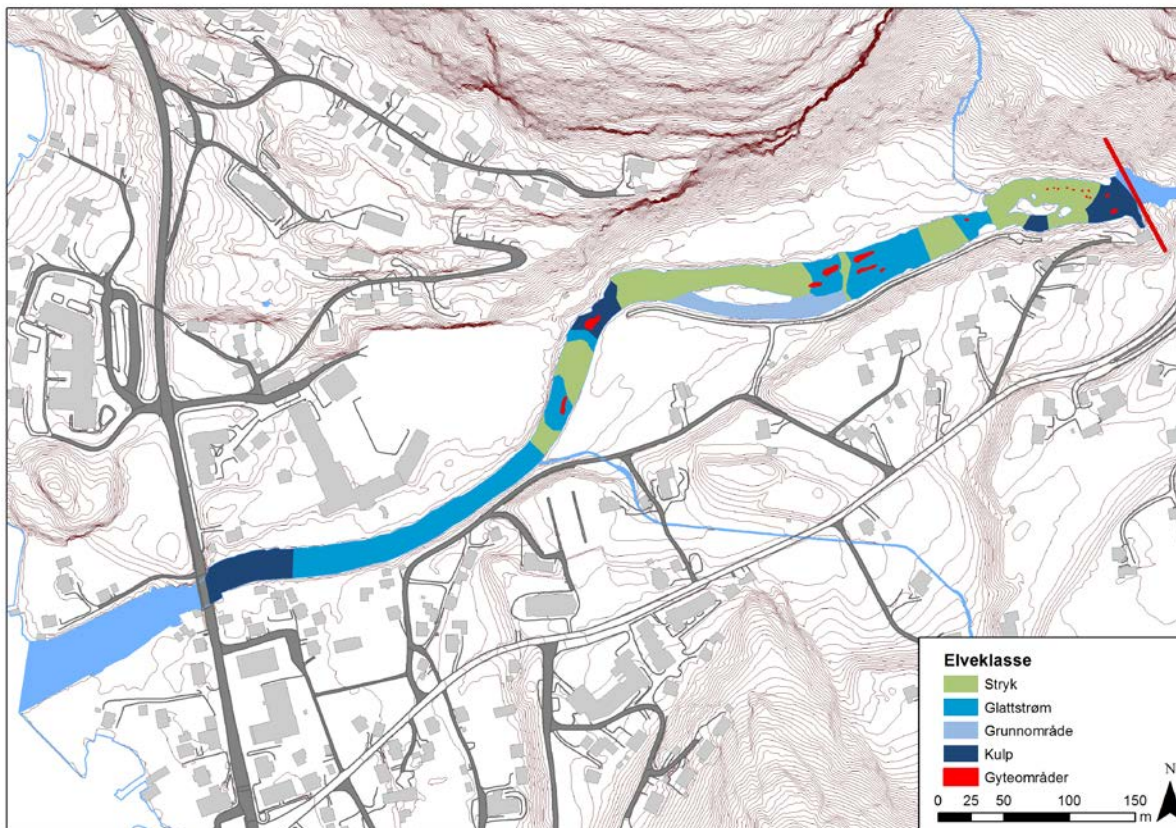 Elveklasse
Stryk
Glattstrøm
Grunnområde
Kulp
Gyteområder
N
0 25 50 100 150
m